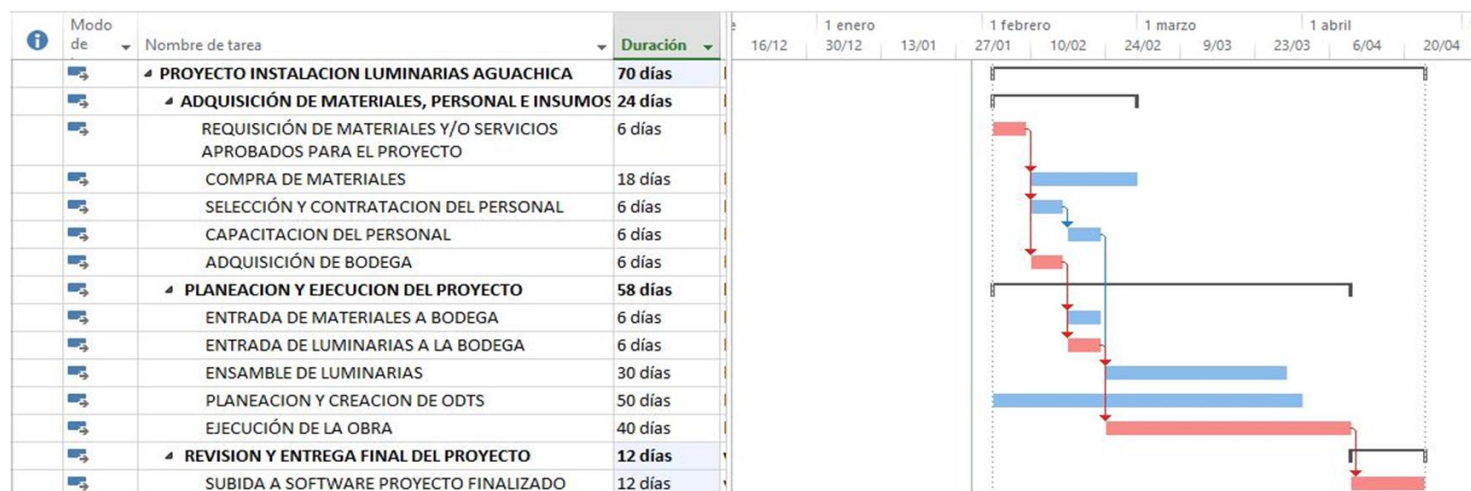 Modo
de
Nombre de tarea
Duración
1 enero
1 febrero
1 marzo
1 abril
16/12
30/12
13/01
27/01
10/02
24/02
9/03
23/03
6/04
20/04
PROYECTO INSTALACION LUMINARIAS AGUACHICA
70 días
ADQUISICIÓN DE MATERIALES, PERSONAL E INSUMOS
24 días
REQUISICIÓN DE MATERIALES Y/O SERVICIOS
APROBADOS PARA EL PROYECTO
6 días
COMPRA DE MATERIALES
18 días
SELECCIÓN Y CONTRATACION DEL PERSONAL
6 días
CAPACITACION DEL PERSONAL
6 días
ADQUISICIÓN DE BODEGA
6 días
PLANEACION Y EJECUCION DEL PROYECTO
58 días
ENTRADA DE MATERIALES A BODEGA
6 días
ENTRADA DE LUMINARIAS A LA BODEGA
6 días
ENSAMBLE DE LUMINARIAS
30 días
PLANEACION Y CREACION DE ODTS
50 días
EJECUCIÓN DE LA OBRA
40 días
REVISION Y ENTREGA FINAL DEL PROYECTO
12 días
SUBIDA A SOFTWARE PROYECTO FINALIZADO
12 días